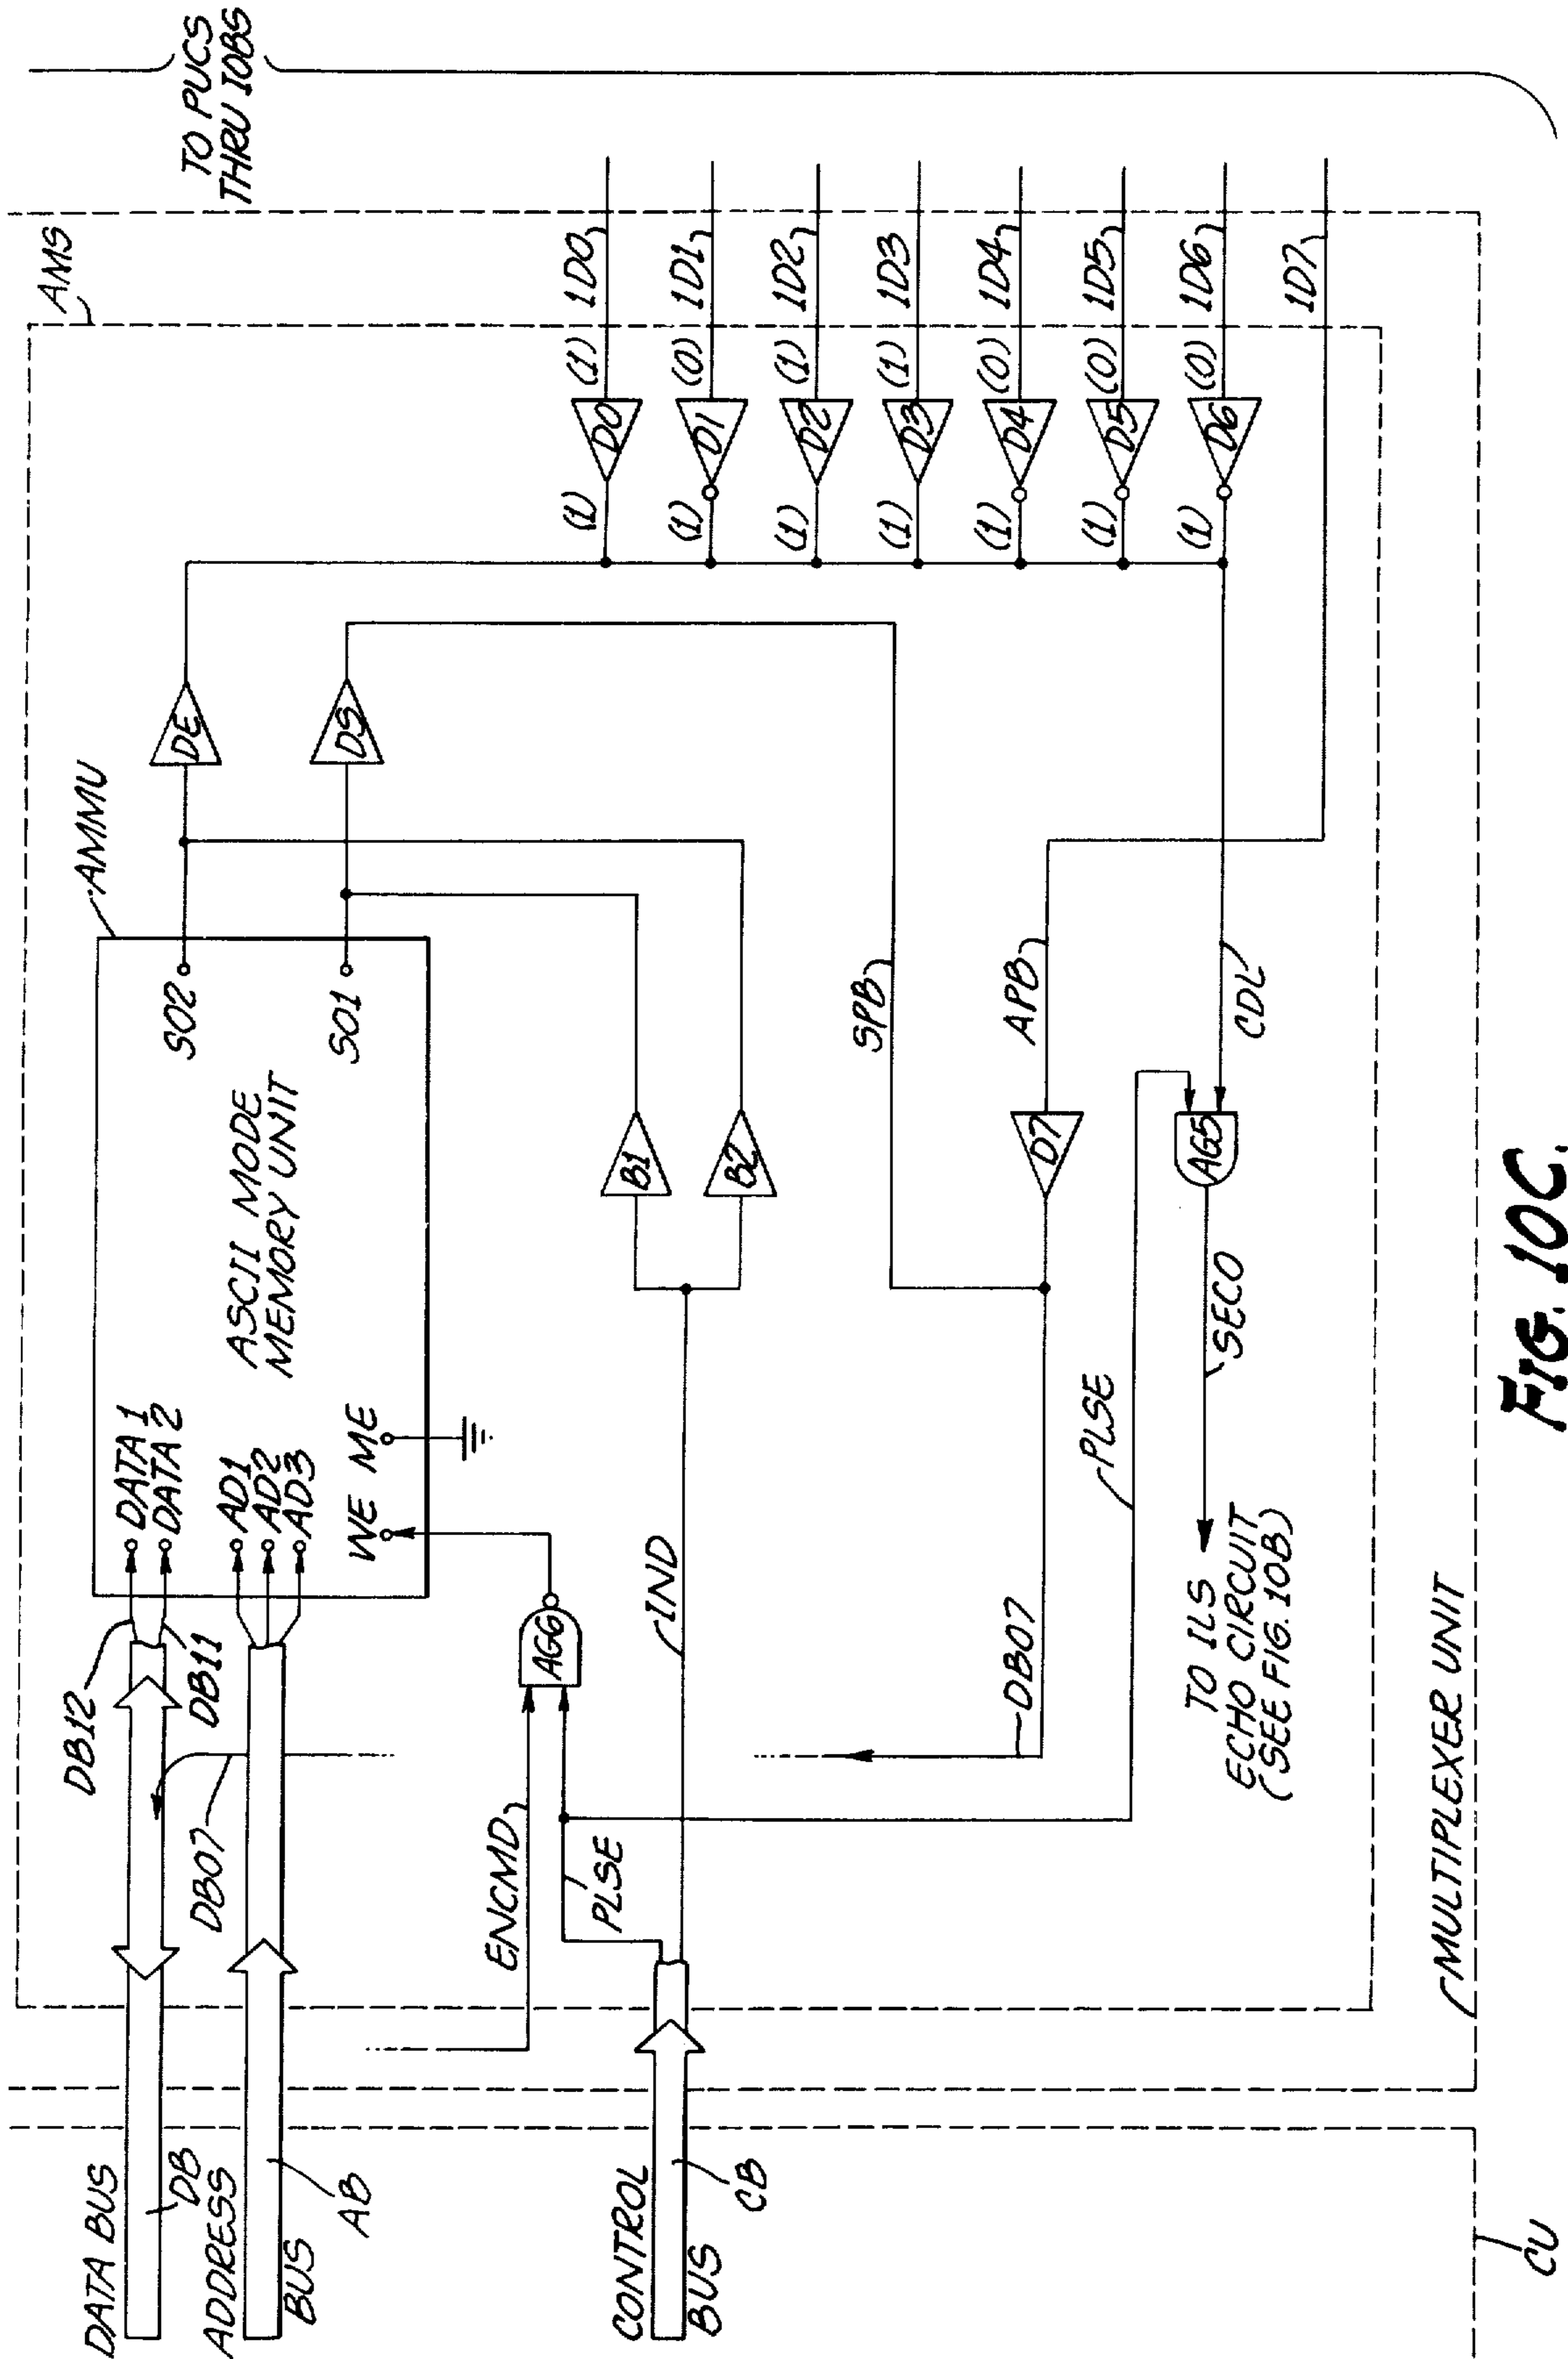 TO PUCS
THRU IOBS
AMS
AMMU
ASCII MODE
MEMORY UNIT
DATA 1
DATA 2
AD1
AD2
AD3
WE
ME
SO2
SO1
DE
DS
DATA BUS
DB
DB12
DB11
DB07
ADDRESS
BUS
AB
ENCMD
AG6
PLSE
CONTROL
BUS
CB
IND
B1
B2
SPB
APB
D7
DB07
PLSE
AG5
CDL
SECO
TO ILS
ECHO CIRCUIT
(SEE FIG. 10B)
(1) D0 (1) 1D0
(1) D1 (0) 1D1
(1) D2 (1) 1D2
(1) D3 (1) 1D3
(1) D4 (0) 1D4
(1) D5 (0) 1D5
(1) D6 (0) 1D6
1D7
MULTIPLEXER UNIT
CU
FIG. 10C.